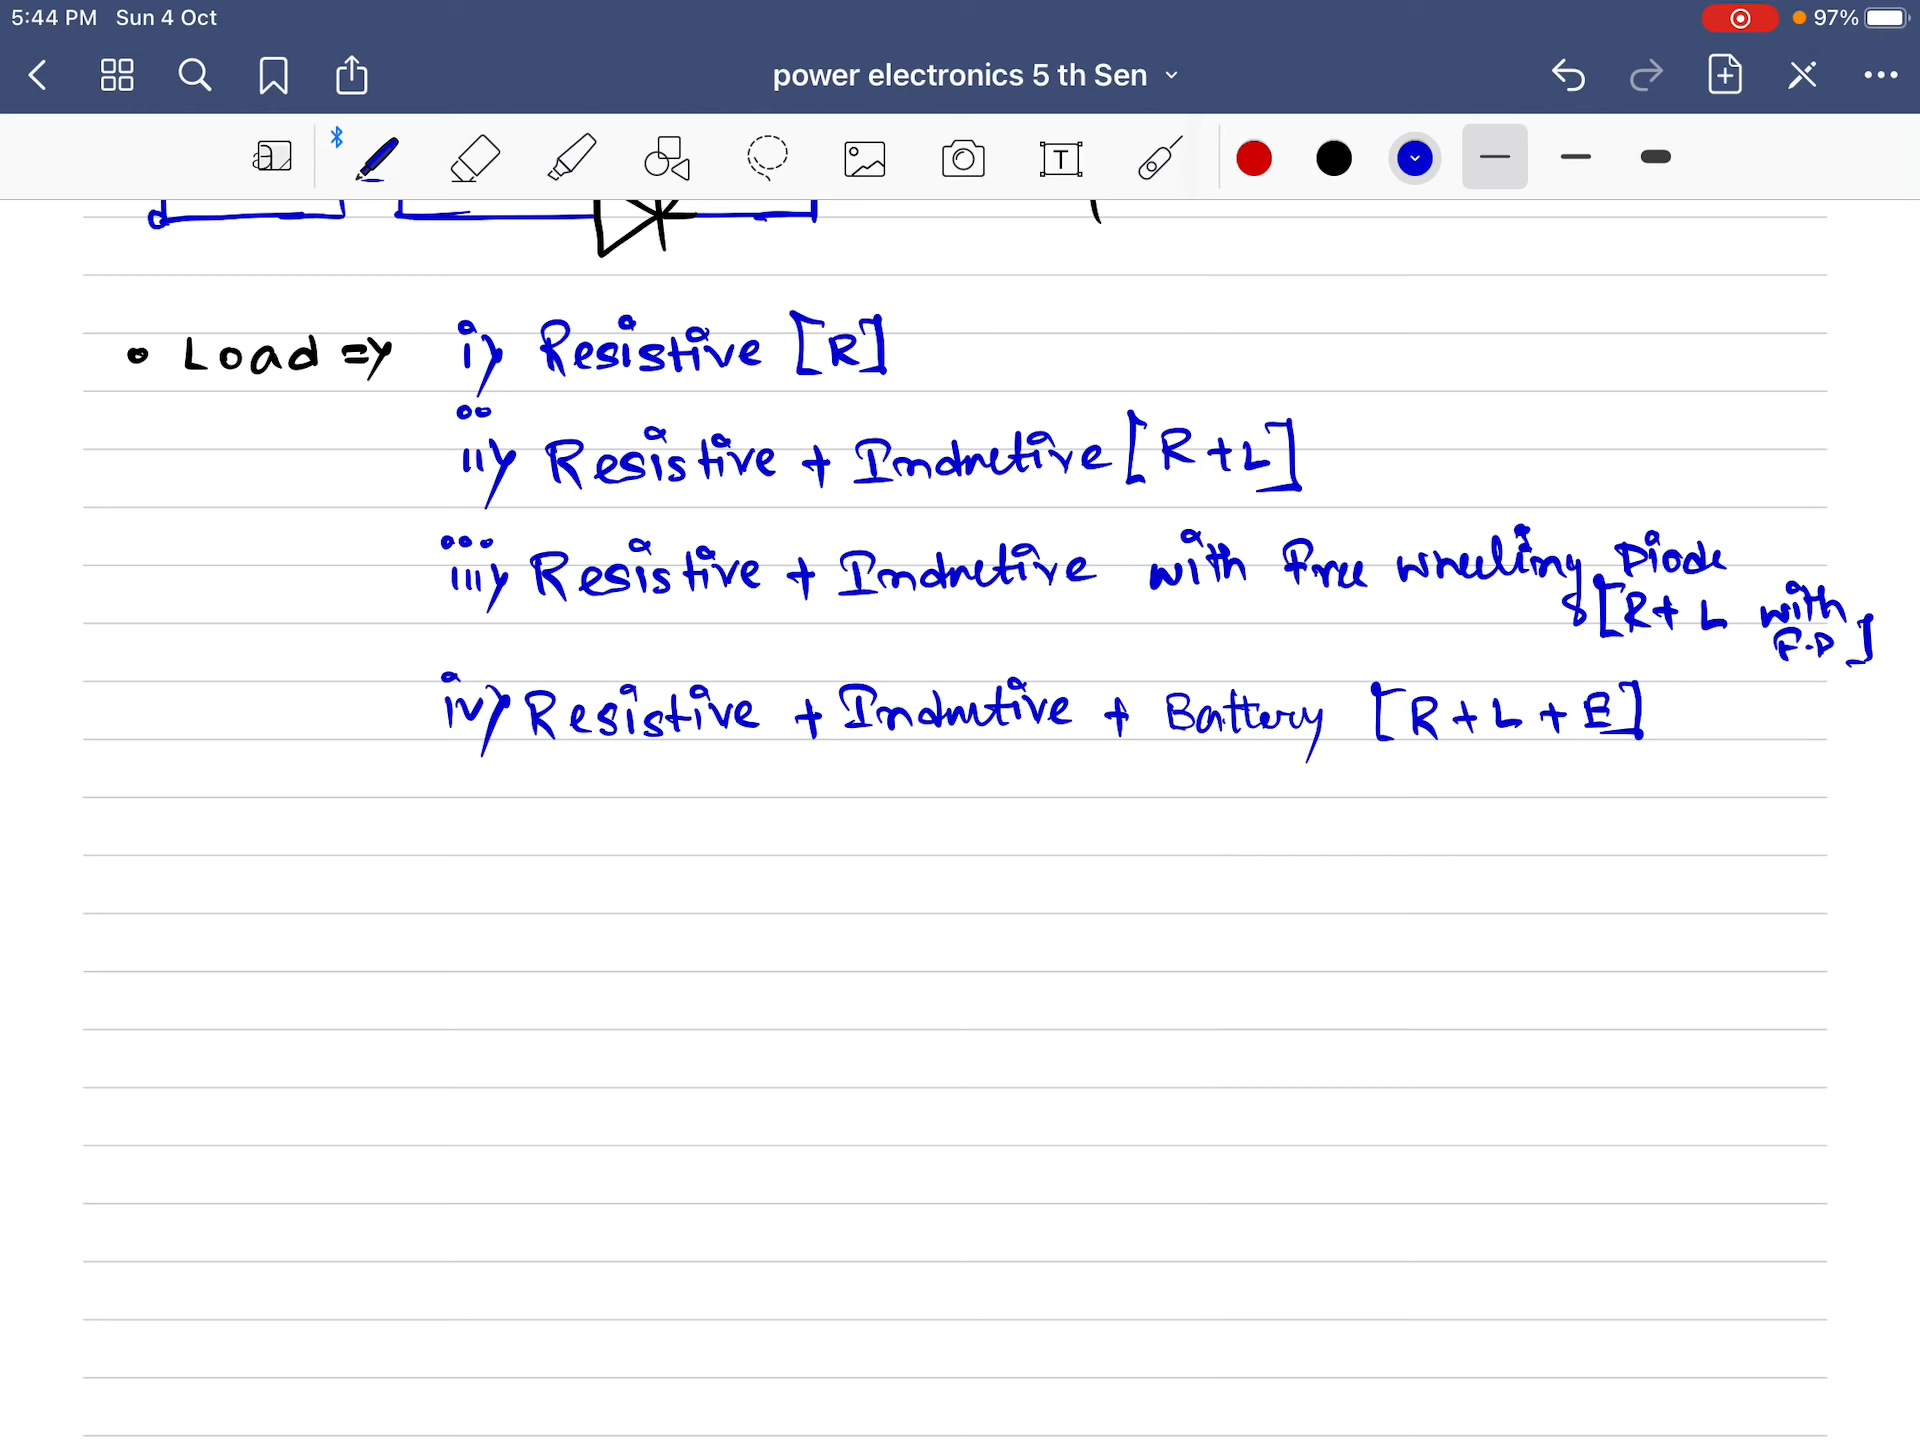 5:44 PM Sun 4 Oct
97%
power electronics 5 th Sen
• Load => i) Resistive [R]
ii) Resistive + Inductive [R+L]
iii) Resistive + Inductive with Free wheeling Diode
[R+ L with
F.D]
iv) Resistive + Inductive + Battery [R+L+E]